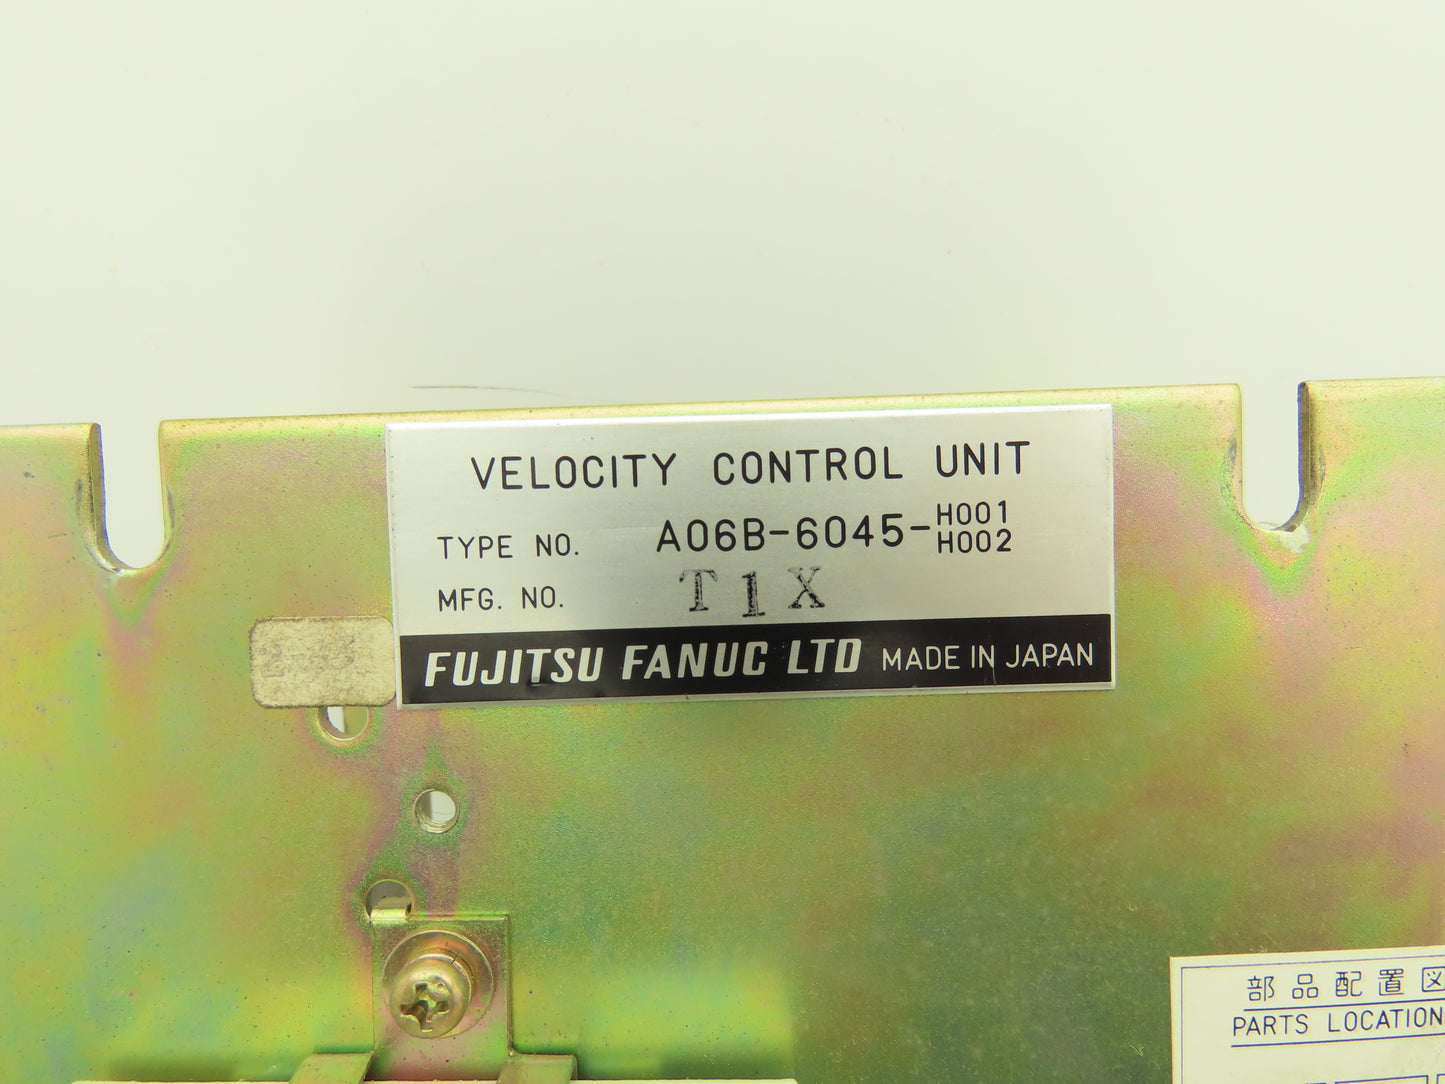 VELOCITY CONTROL UNIT
TYPE NO. A06B-6045-H001
H002
MFG. NO. T1X
FUJITSU FANUC LTD MADE IN JAPAN
部品配置図
PARTS LOCATION